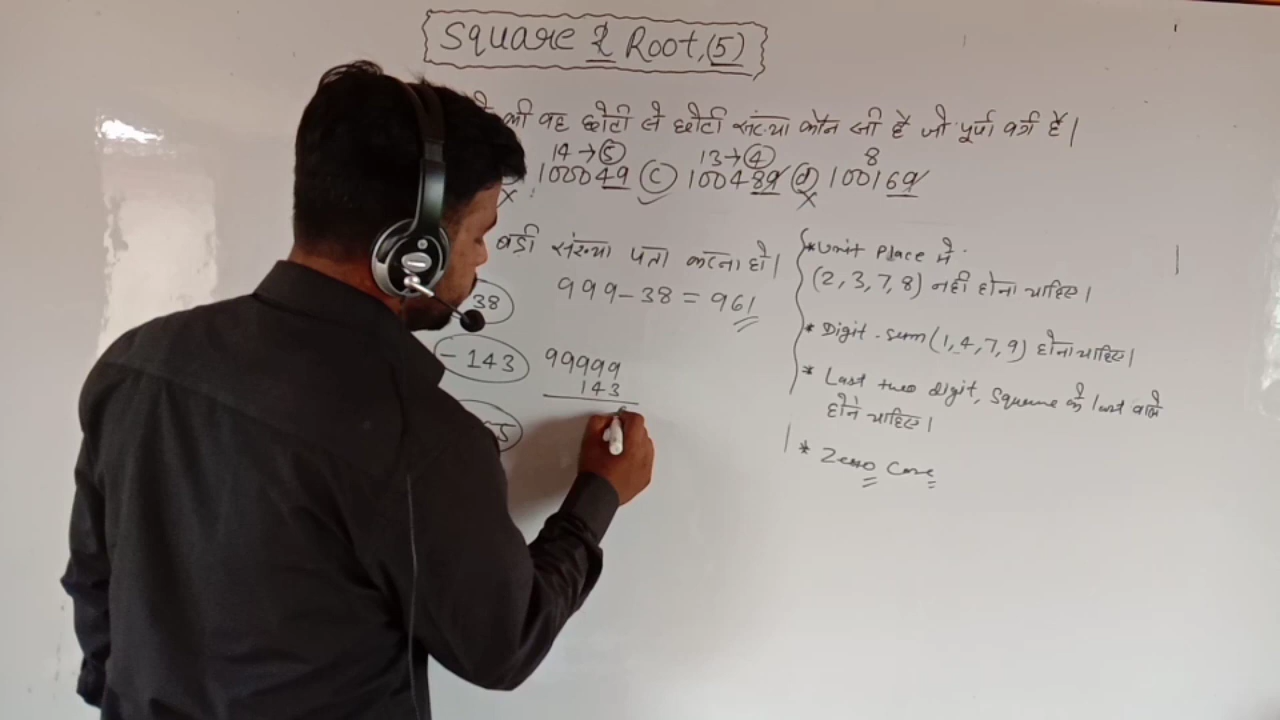 Square & Root, (5)
की वह छोटी से छोटी संख्या कौन सी है जो पूर्ण वर्ग है।
14 → 5 13 → 4 8
100049 (C) 100489 (d) 100169
बड़ी संख्या पता करना हो।
38 999 - 38 = 961
- 143 99999
143
5
* Unit Place में
(2, 3, 7, 8) नही होना चाहिए।
* Digit-Sum (1, 4, 7, 9) होना चाहिए।
* Last two digit, Square के last वाले
होने चाहिए।
* Zero Case